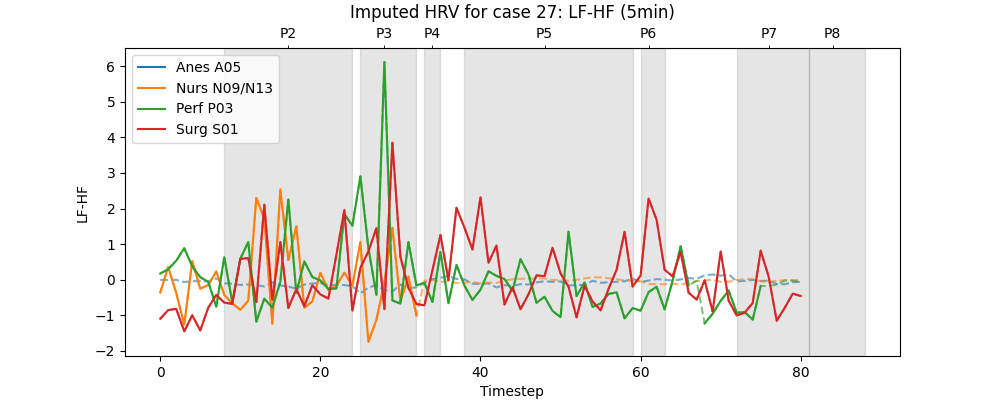 Imputed HRV for case 27: LF-HF (5min)
P2 P3 P4 P5 P6 P7 P8
Anes A05
Nurs N09/N13
Perf P03
Surg S01
LF-HF
6
5
4
3
2
1
0
−1
−2
0 20 40 60 80
Timestep